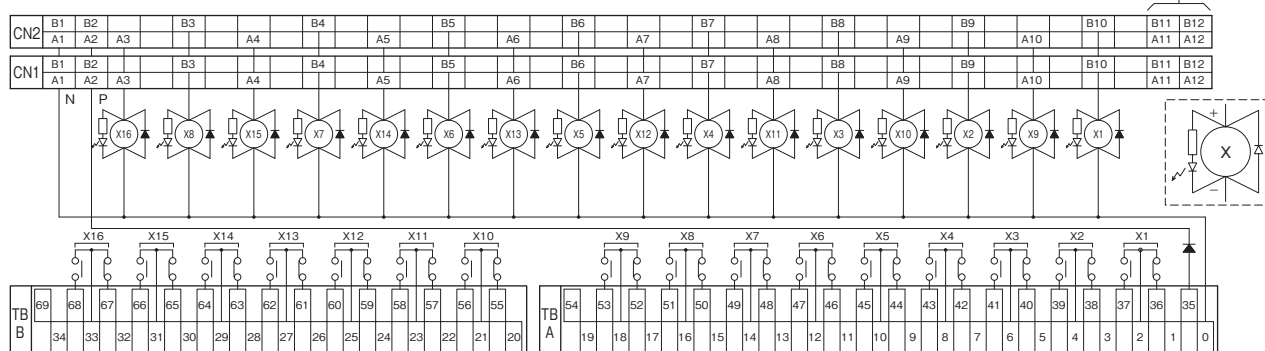 B1 B2 B3 B4 B5 B6 B7 B8 B9 B10 B11 B12
CN2
A1 A2 A3 A4 A5 A6 A7 A8 A9 A10 A11 A12
B1 B2 B3 B4 B5 B6 B7 B8 B9 B10 B11 B12
CN1
A1 A2 A3 A4 A5 A6 A7 A8 A9 A10 A11 A12
N P
+
X16 X8 X15 X7 X14 X6 X13 X5 X12 X4 X11 X3 X10 X2 X9 X1
X
−
X16 X15 X14 X13 X12 X11 X10 X9 X8 X7 X6 X5 X4 X3 X2 X1
69 68 67 66 65 64 63 62 61 60 59 58 57 56 55 54 53 52 51 50 49 48 47 46 45 44 43 42 41 40 39 38 37 36 35
TB B
TB A
34 33 32 31 30 29 28 27 26 25 24 23 22 21 20 19 18 17 16 15 14 13 12 11 10 9 8 7 6 5 4 3 2 1 0